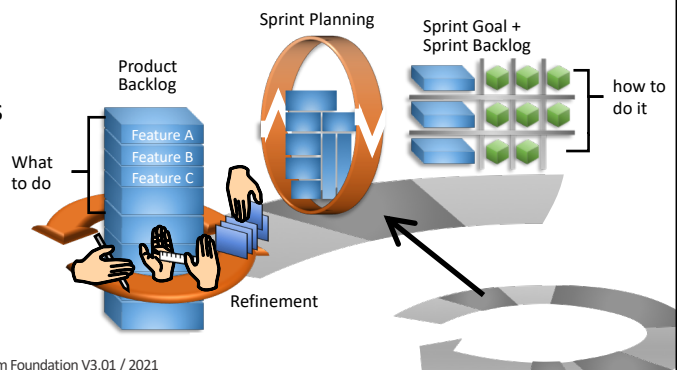 Sprint Planning
Sprint Goal +
Sprint Backlog
Product
Backlog
how to
do it
s
Feature A
Feature B
Feature C
What
to do
Refinement
m Foundation V3.01 / 2021